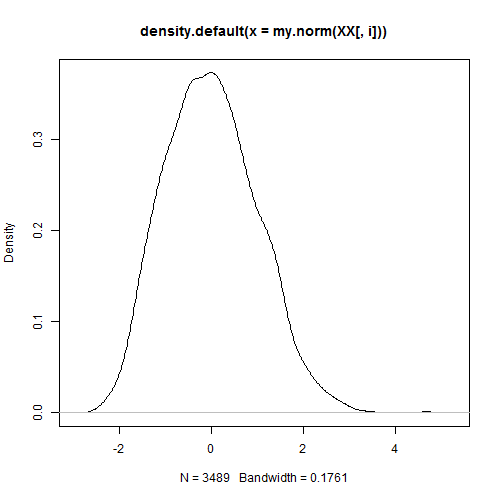 density.default(x = my.norm(XX[, i]))
Density
0.3
0.2
0.1
0.0
-2
0
2
4
N = 3489   Bandwidth = 0.1761